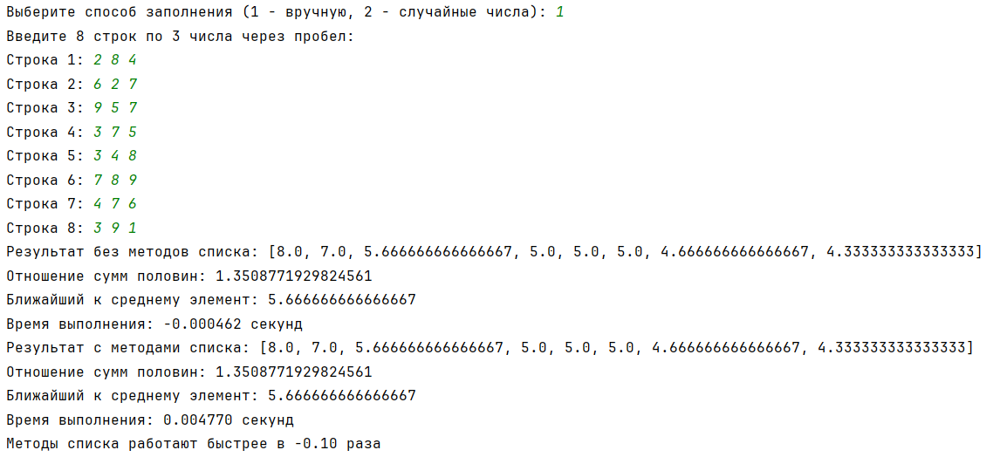 Выберите способ заполнения (1 - вручную, 2 - случайные числа): 1
Введите 8 строк по 3 числа через пробел:
Строка 1: 2 8 4
Строка 2: 6 2 7
Строка 3: 9 5 7
Строка 4: 3 7 5
Строка 5: 3 4 8
Строка 6: 7 8 9
Строка 7: 4 7 6
Строка 8: 3 9 1
Результат без методов списка: [8.0, 7.0, 5.666666666666667, 5.0, 5.0, 5.0, 4.666666666666667, 4.333333333333333]
Отношение сумм половин: 1.3508771929824561
Ближайший к среднему элемент: 5.666666666666667
Время выполнения: -0.000462 секунд
Результат с методами списка: [8.0, 7.0, 5.666666666666667, 5.0, 5.0, 5.0, 4.666666666666667, 4.333333333333333]
Отношение сумм половин: 1.3508771929824561
Ближайший к среднему элемент: 5.666666666666667
Время выполнения: 0.004770 секунд
Методы списка работают быстрее в -0.10 раза